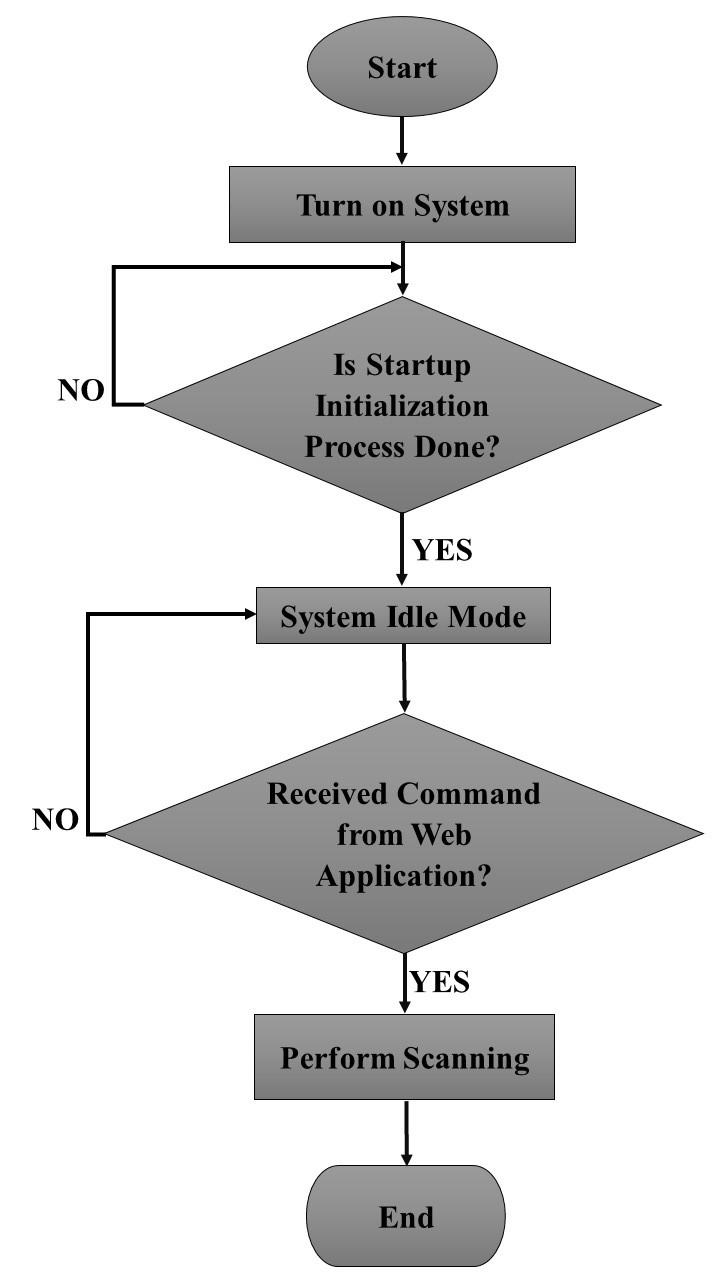 Start
Turn on System
Is Startup
Initialization
Process Done?
NO
YES
System Idle Mode
Received Command
from Web
Application?
NO
YES
Perform Scanning
End